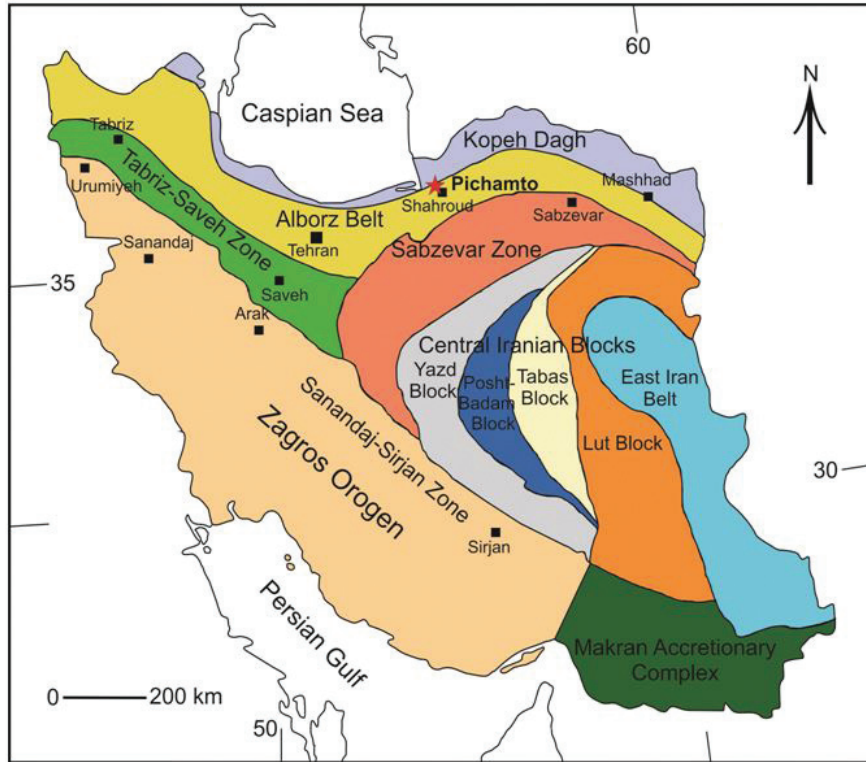 60
N
Caspian Sea
Kopeh Dagh
Tabriz
Pichamto
Mashhad
Urumiyeh
Shahroud
Tabriz-Saveh Zone
Alborz Belt
Sabzevar
Tehran
Sanandaj
Sabzevar Zone
35
Saveh
Arak
Central Iranian Blocks
Yazd
Block
Posht-
Badam
Block
Tabas
Block
East Iran
Belt
Sanandaj-Sirjan Zone
Zagros Orogen
Lut Block
30
Sirjan
Persian Gulf
Makran Accretionary
Complex
0
200 km
50